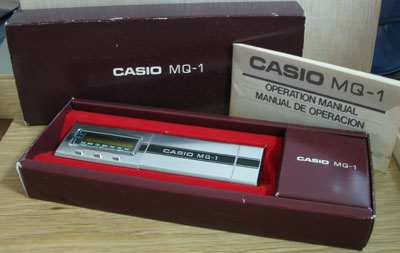 CASIO MQ-1
CASIO MQ-1
OPERATION MANUAL
MANUAL DE OPERACION
CASIO MQ-1
CASIO MQ-1